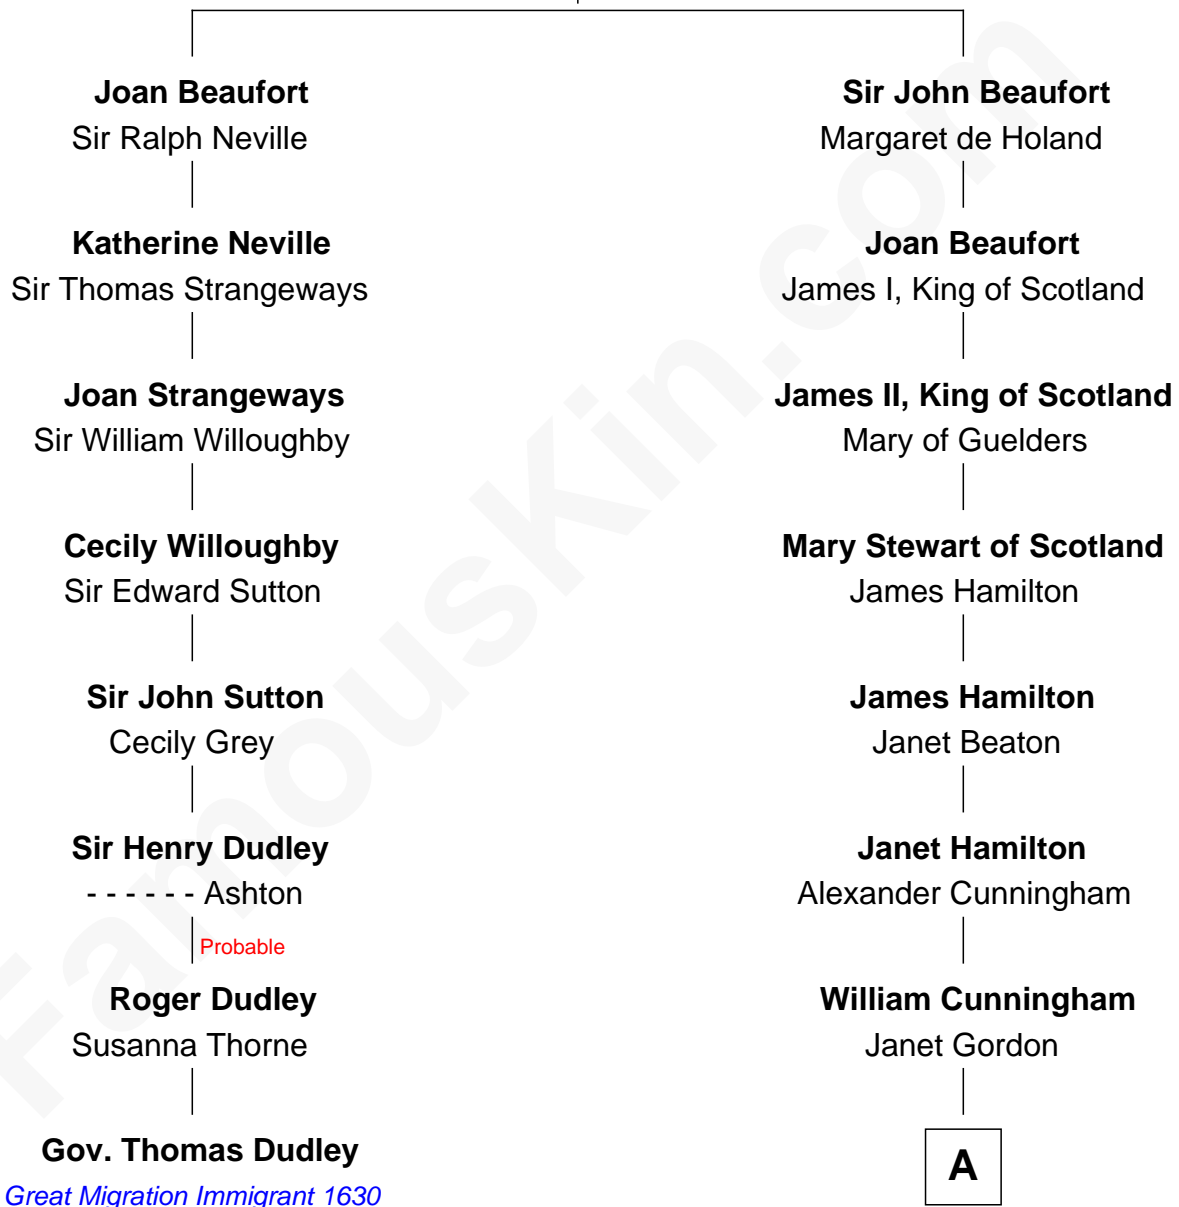 Joan Beaufort
Sir Ralph Neville
Katherine Neville
Sir Thomas Strangeways
Joan Strangeways
Sir William Willoughby
Cecily Willoughby
Sir Edward Sutton
Sir John Sutton
Cecily Grey
Sir Henry Dudley
- - - - - - Ashton
Probable
Roger Dudley
Susanna Thorne
Gov. Thomas Dudley
Great Migration Immigrant 1630
Sir John Beaufort
Margaret de Holand
Joan Beaufort
James I, King of Scotland
James II, King of Scotland
Mary of Guelders
Mary Stewart of Scotland
James Hamilton
James Hamilton
Janet Beaton
Janet Hamilton
Alexander Cunningham
William Cunningham
Janet Gordon
A
FamousKin.com